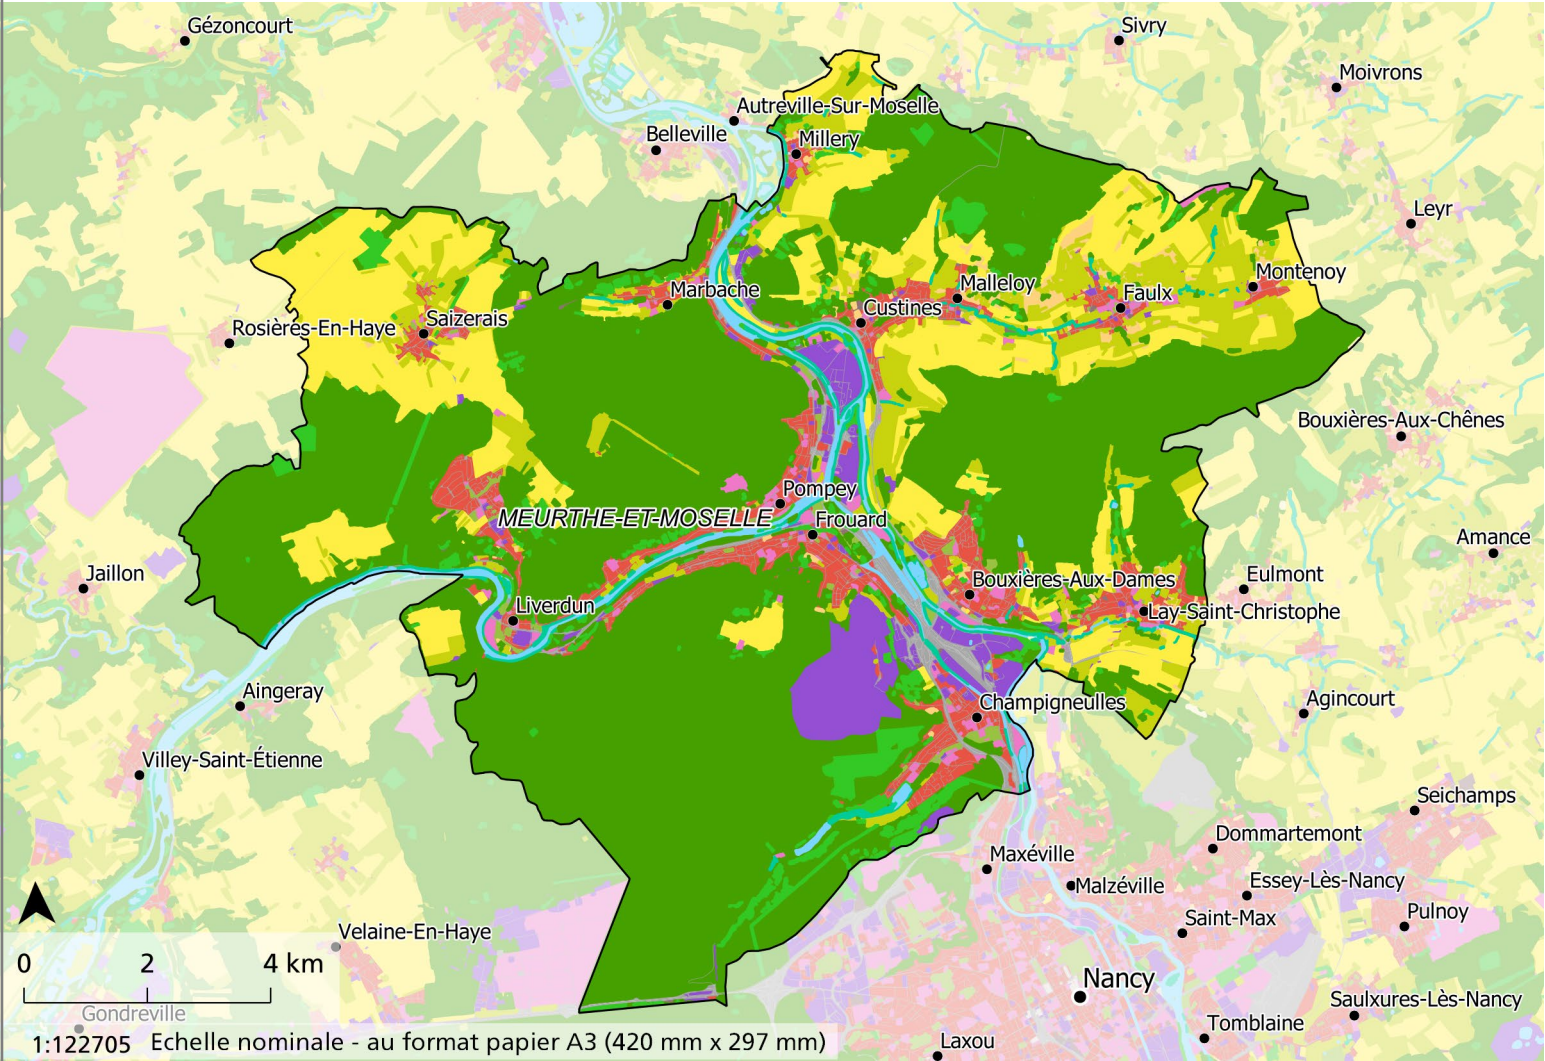 Gézoncourt
Sivry
Moivrons
Autreville-Sur-Moselle
Belleville
Millery
Leyr
Montenoy
Malleloy
Faulx
Marbache
Custines
Saizerais
Rosières-En-Haye
Bouxières-Aux-Chênes
Pompey
MEURTHE-ET-MOSELLE
Frouard
Amance
Jaillon
Bouxières-Aux-Dames
Eulmont
Liverdun
Lay-Saint-Christophe
Aingeray
Champigneulles
Agincourt
Villey-Saint-Étienne
Seichamps
Dommartemont
Maxéville
Malzéville
Essey-Lès-Nancy
Saint-Max
Pulnoy
Velaine-En-Haye
0 2 4 km
Nancy
Saulxures-Lès-Nancy
Gondreville
Tomblaine
Laxou
1:122705 Echelle nominale - au format papier A3 (420 mm x 297 mm)